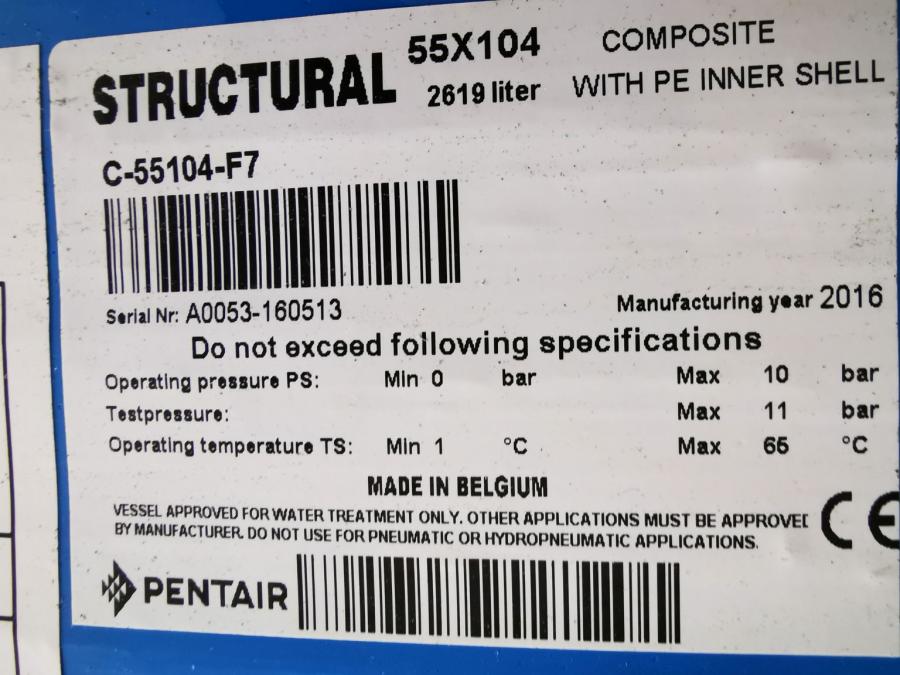 STRUCTURAL 55X104 COMPOSITE
2619 liter WITH PE INNER SHELL
C-55104-F7
Serial Nr: A0053-160513
Manufacturing year 2016
Do not exceed following specifications
Operating pressure PS: Min 0 bar Max 10 bar
Testpressure: Max 11 bar
Operating temperature TS: Min 1 °C Max 65 °C
MADE IN BELGIUM
VESSEL APPROVED FOR WATER TREATMENT ONLY. OTHER APPLICATIONS MUST BE APPROVED
BY MANUFACTURER. DO NOT USE FOR PNEUMATIC OR HYDROPNEUMATIC APPLICATIONS.
CE
PENTAIR